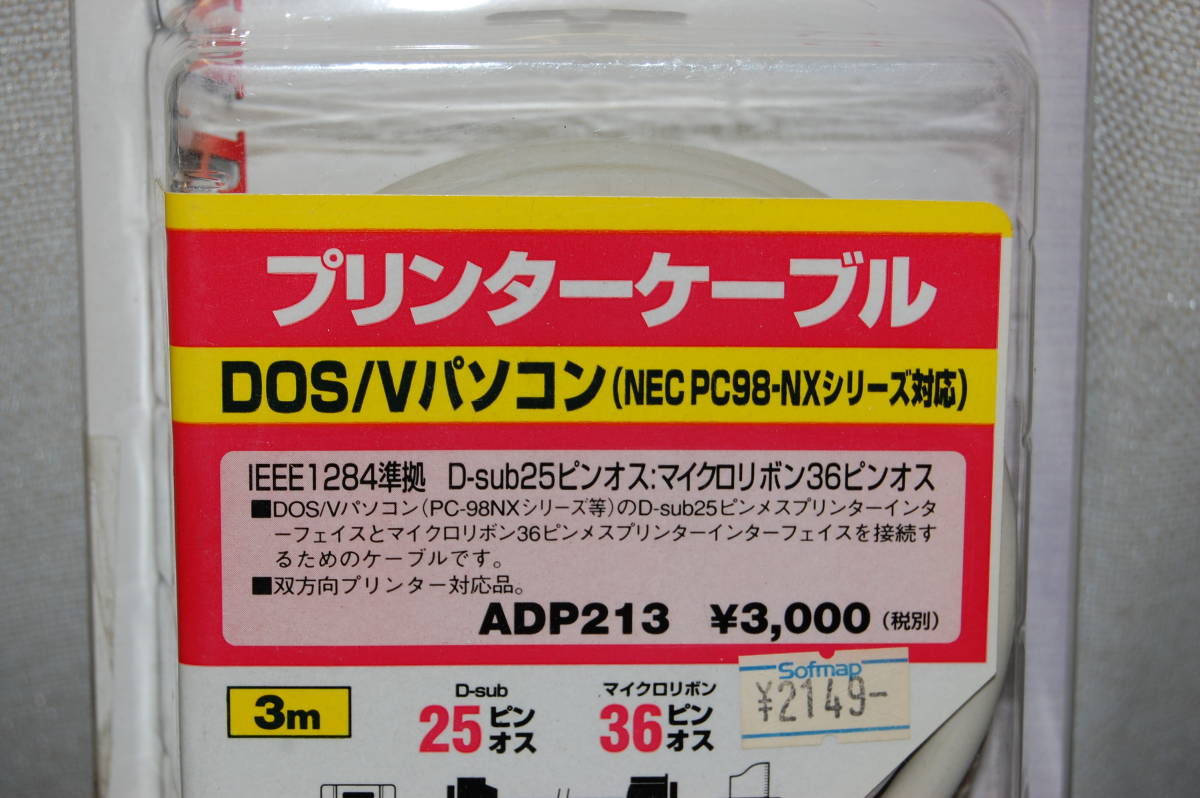 プリンターケーブル
DOS/Vパソコン(NEC PC98-NXシリーズ対応)
IEEE1284準拠 D-sub25ピンオス:マイクロリボン36ピンオス
■DOS/Vパソコン(PC-98NXシリーズ等)のD-sub25ピンメスプリンターインタ
ーフェイスとマイクロリボン36ピンメスプリンターインターフェイスを接続す
るためのケーブルです。
■双方向プリンター対応品。
ADP213 ¥3,000(税別)
Sofmap
¥2149-
3m
D-sub
25ピン
オス
マイクロリボン
36ピン
オス